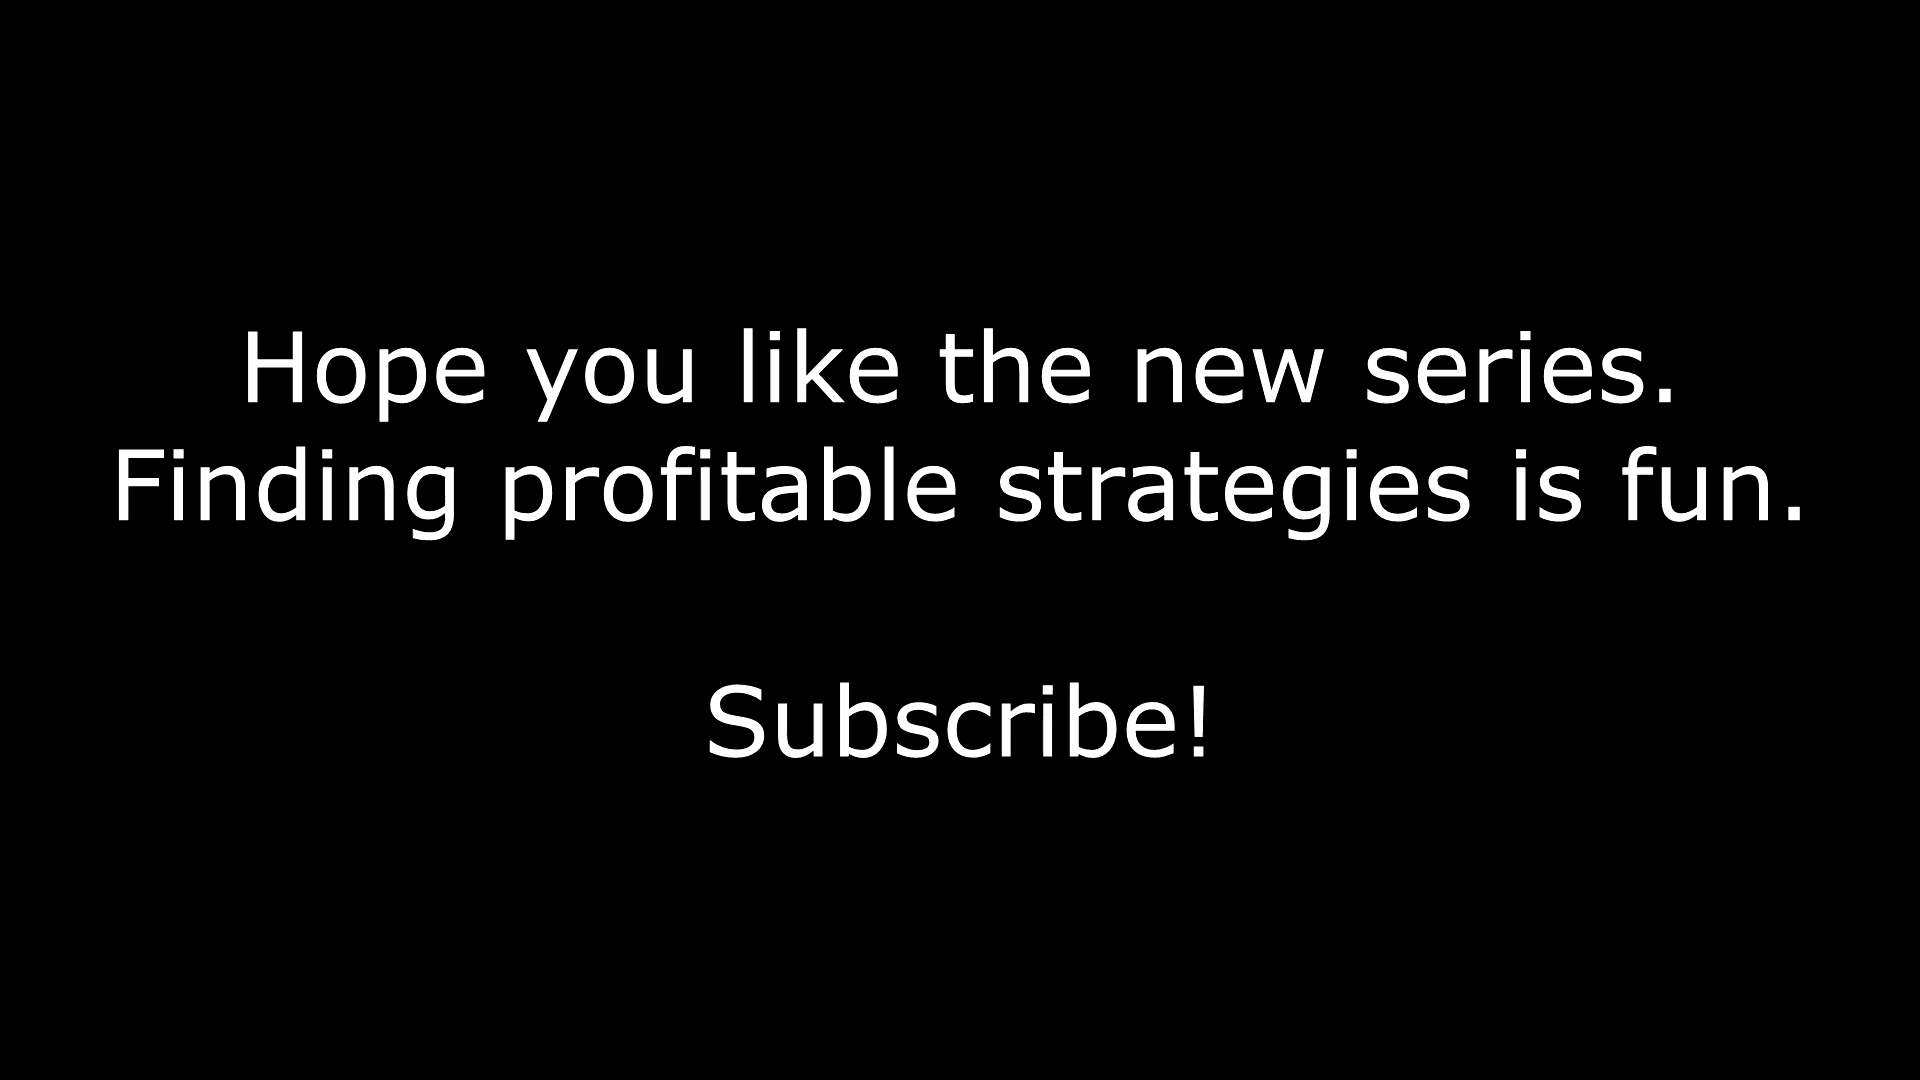 Hope you like the new series.
Finding profitable strategies is fun.
Subscribe!